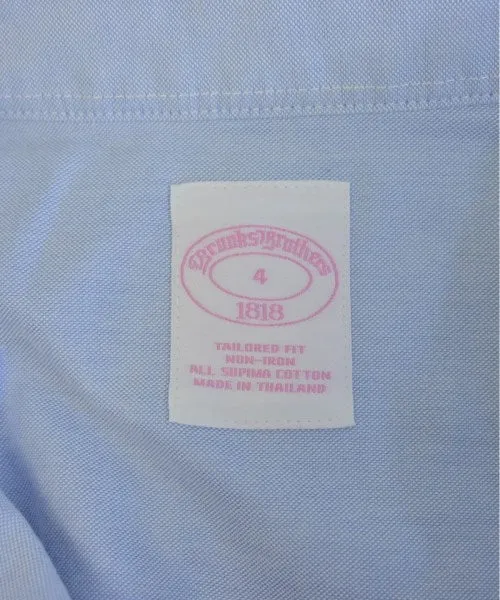 Brooks Brothers
4
1818
TAILORED FIT
NON-IRON
ALL SUPIMA COTTON
MADE IN THAILAND